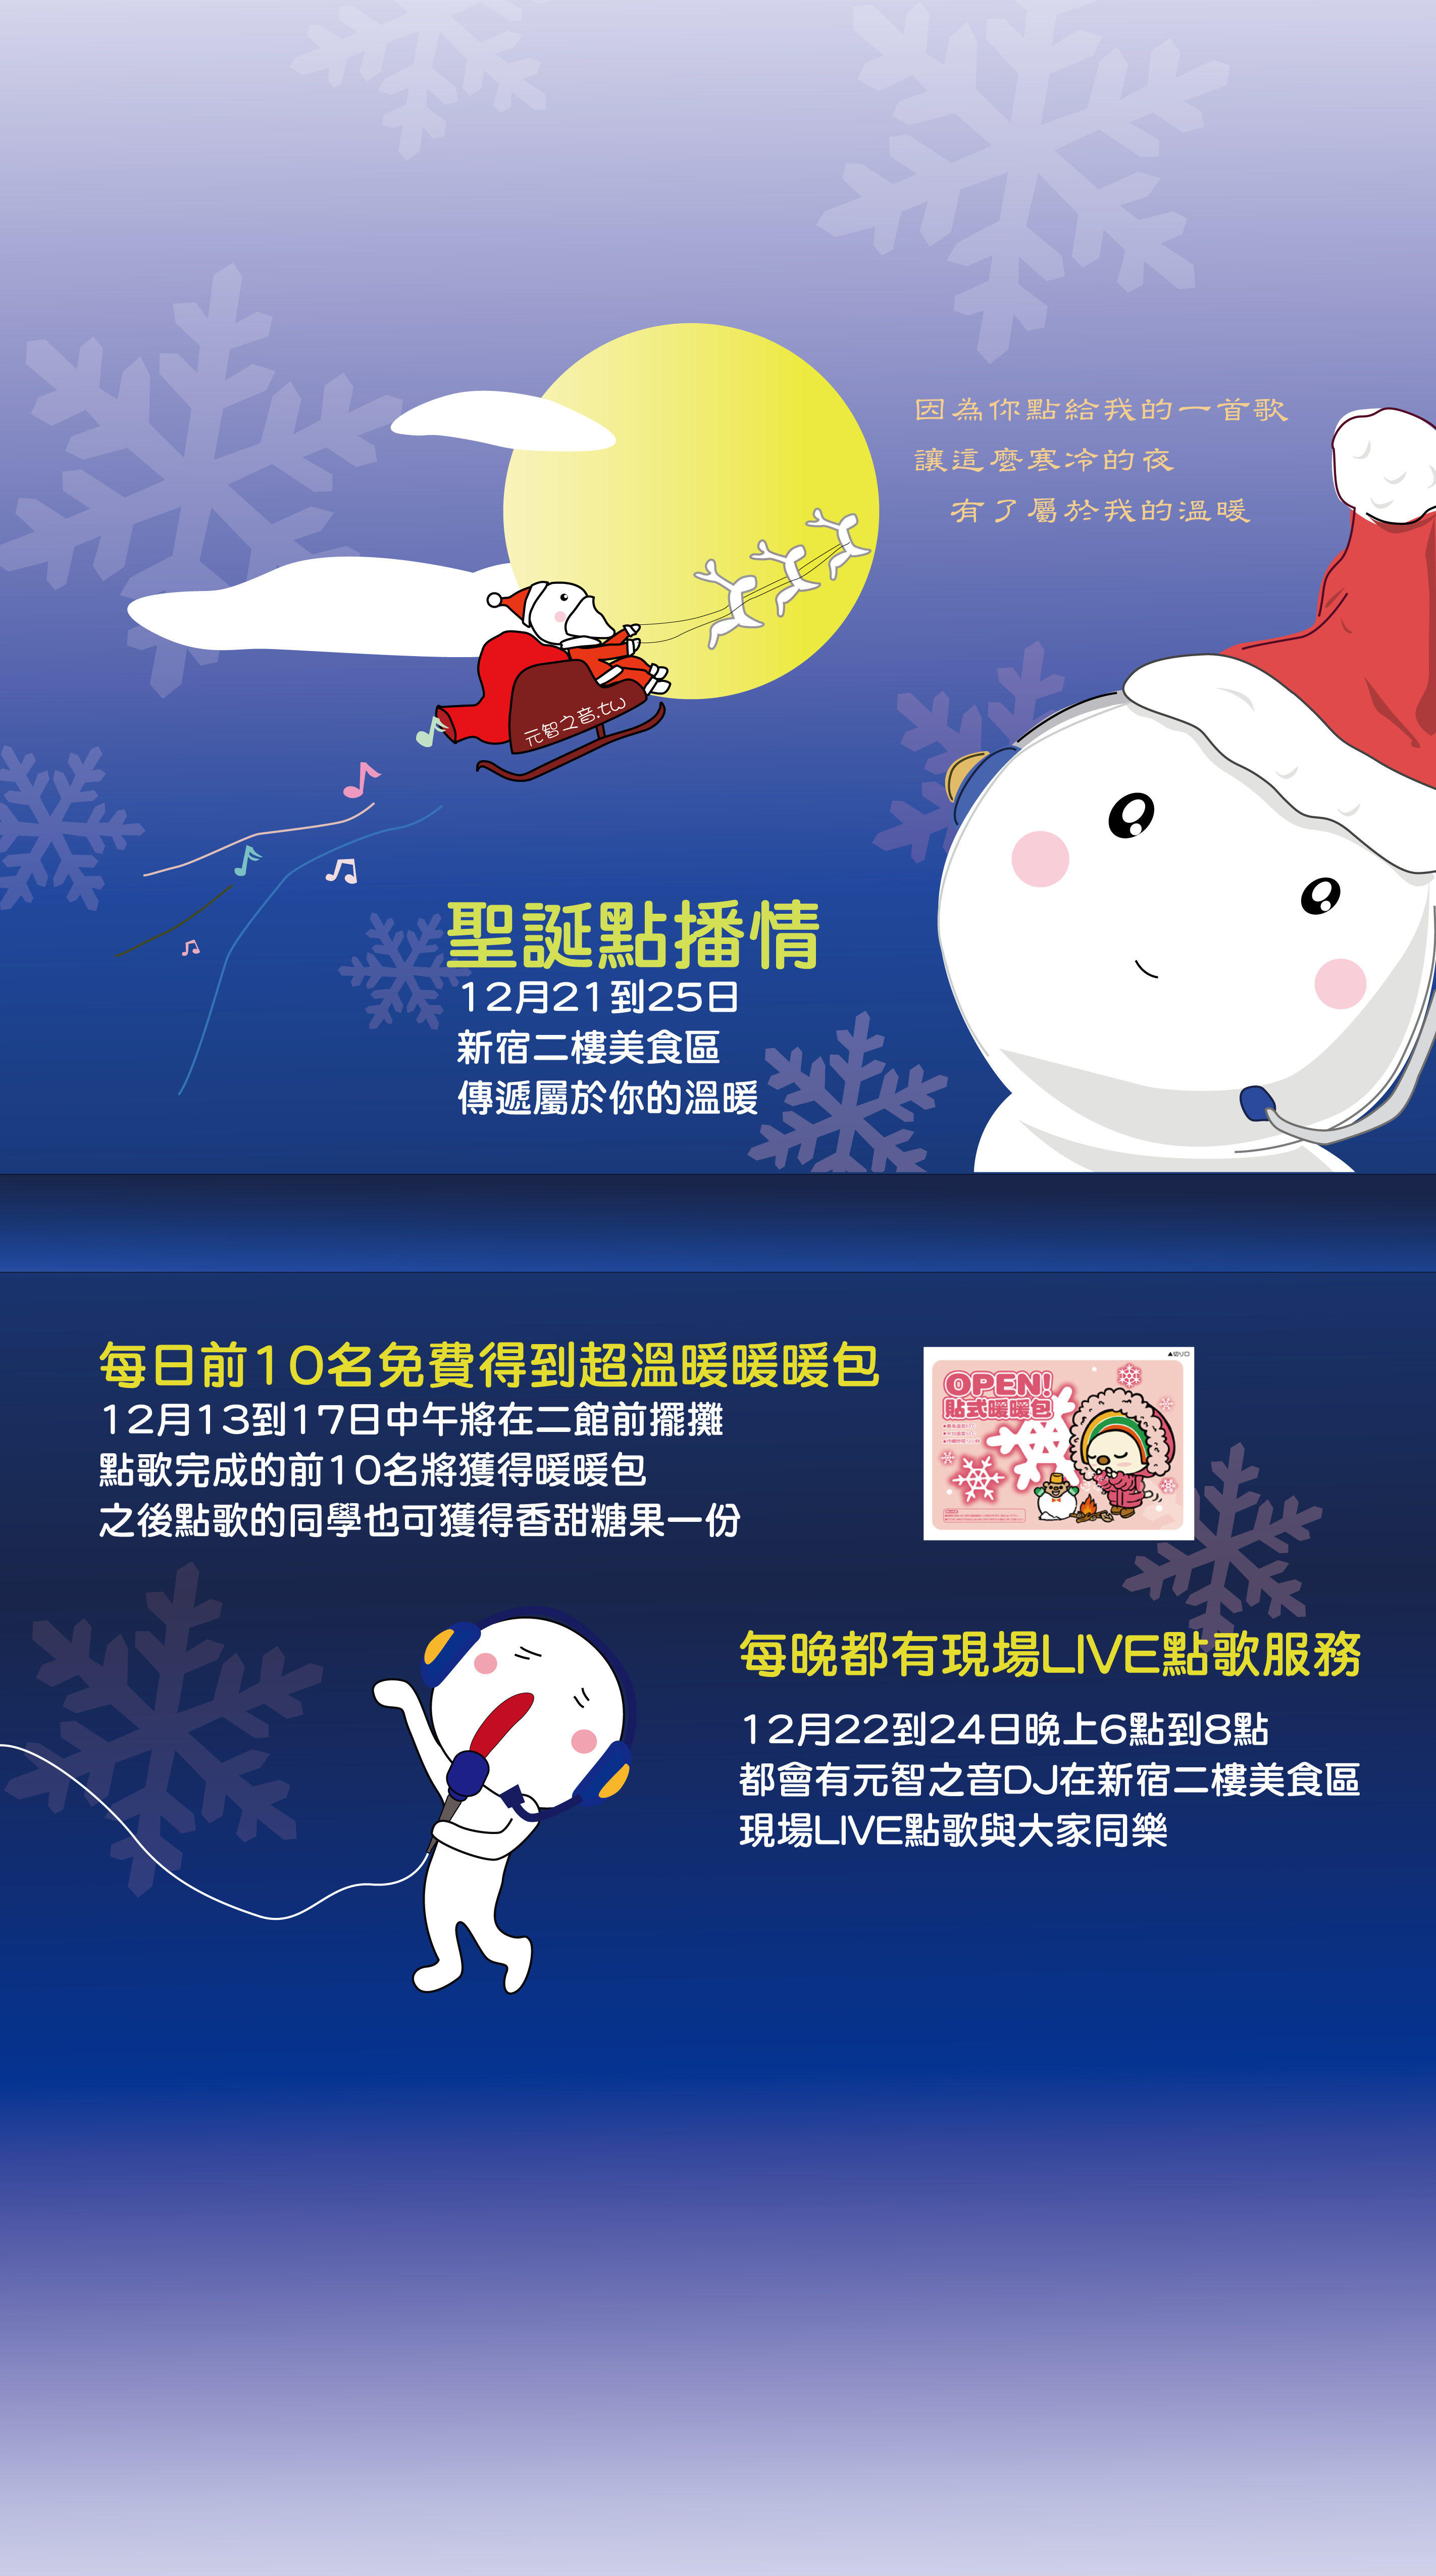 因為你點給我的一首歌
讓這麼寒冷的夜
有了屬於我的溫暖
元智之音.tw
聖誕點播情
12月21到25日
新宿二樓美食區
傳遞屬於你的溫暖
每日前10名免費得到超溫暖暖暖包
12月13到17日中午將在二館前擺攤
點歌完成的前10名將獲得暖暖包
之後點歌的同學也可獲得香甜糖果一份
▲切り口
OPEN!
貼式暖暖包
每晚都有現場LIVE點歌服務
12月22到24日晚上6點到8點
都會有元智之音DJ在新宿二樓美食區
現場LIVE點歌與大家同樂